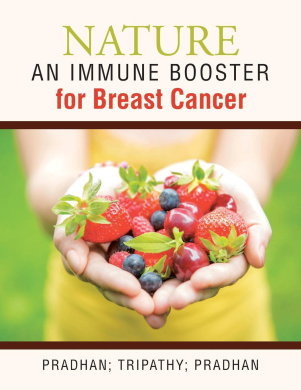 NATURE
AN IMMUNE BOOSTER
for Breast Cancer
PRADHAN; TRIPATHY; PRADHAN